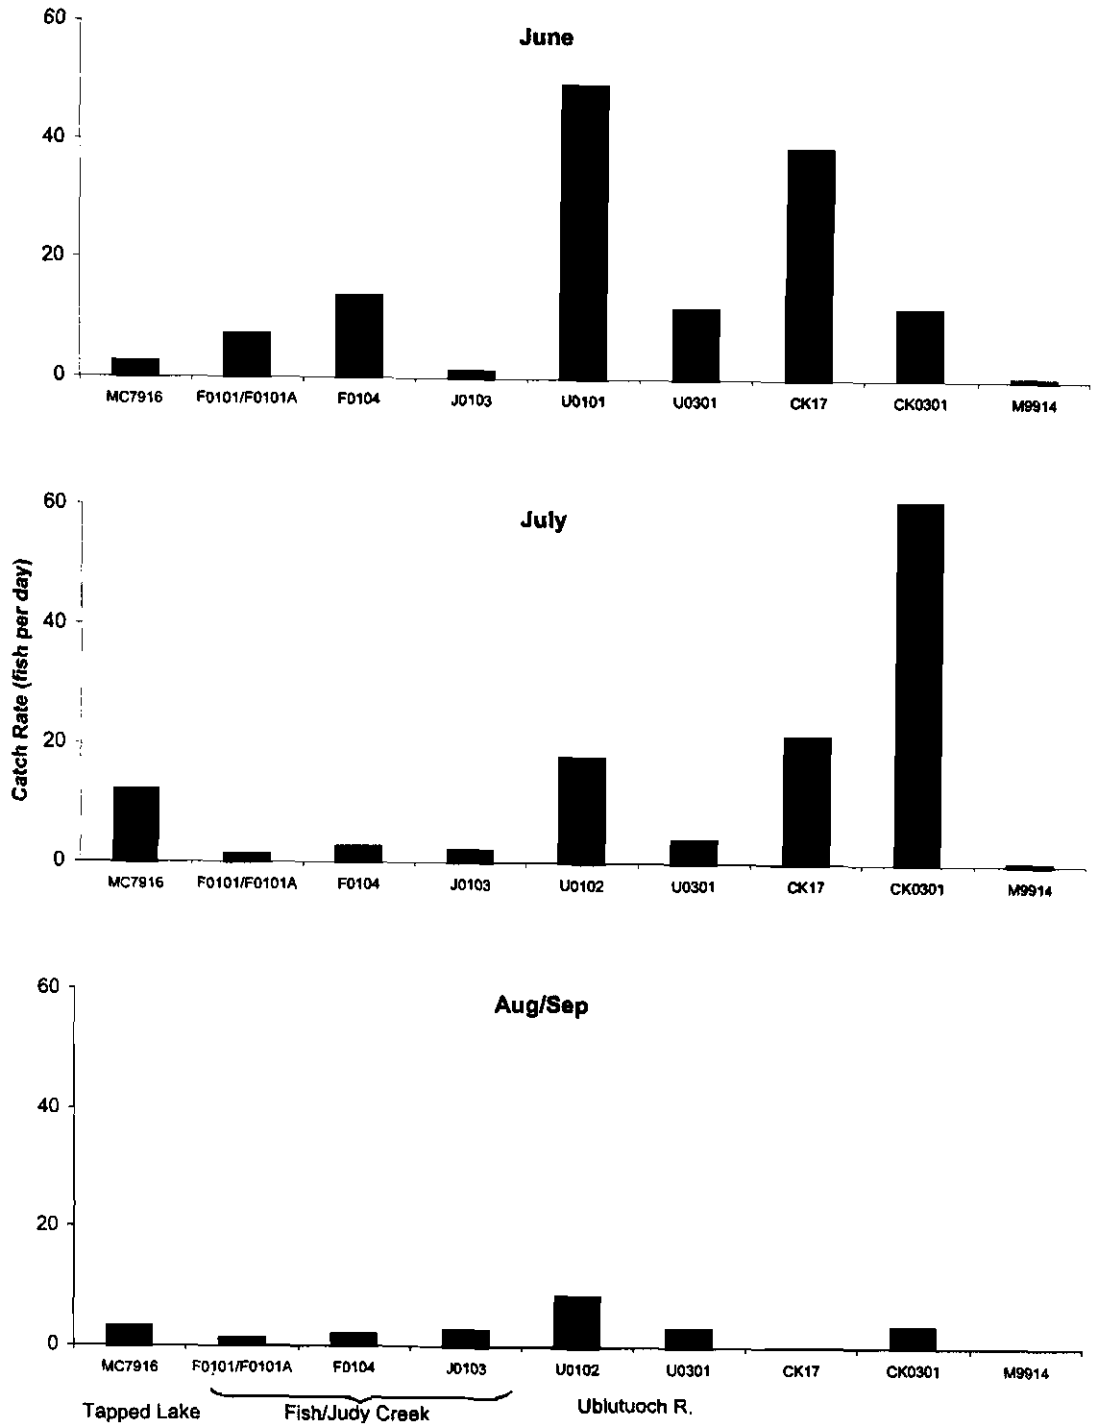 June
60
40
20
0
MC7916 F0101/F0101A F0104 J0103 U0101 U0301 CK17 CK0301 M9914
Catch Rate (fish per day)
July
60
40
20
0
MC7916 F0101/F0101A F0104 J0103 U0102 U0301 CK17 CK0301 M9914
Aug/Sep
60
40
20
0
MC7916 F0101/F0101A F0104 J0103 U0102 U0301 CK17 CK0301 M9914
Tapped Lake Fish/Judy Creek Ublutuoch R.